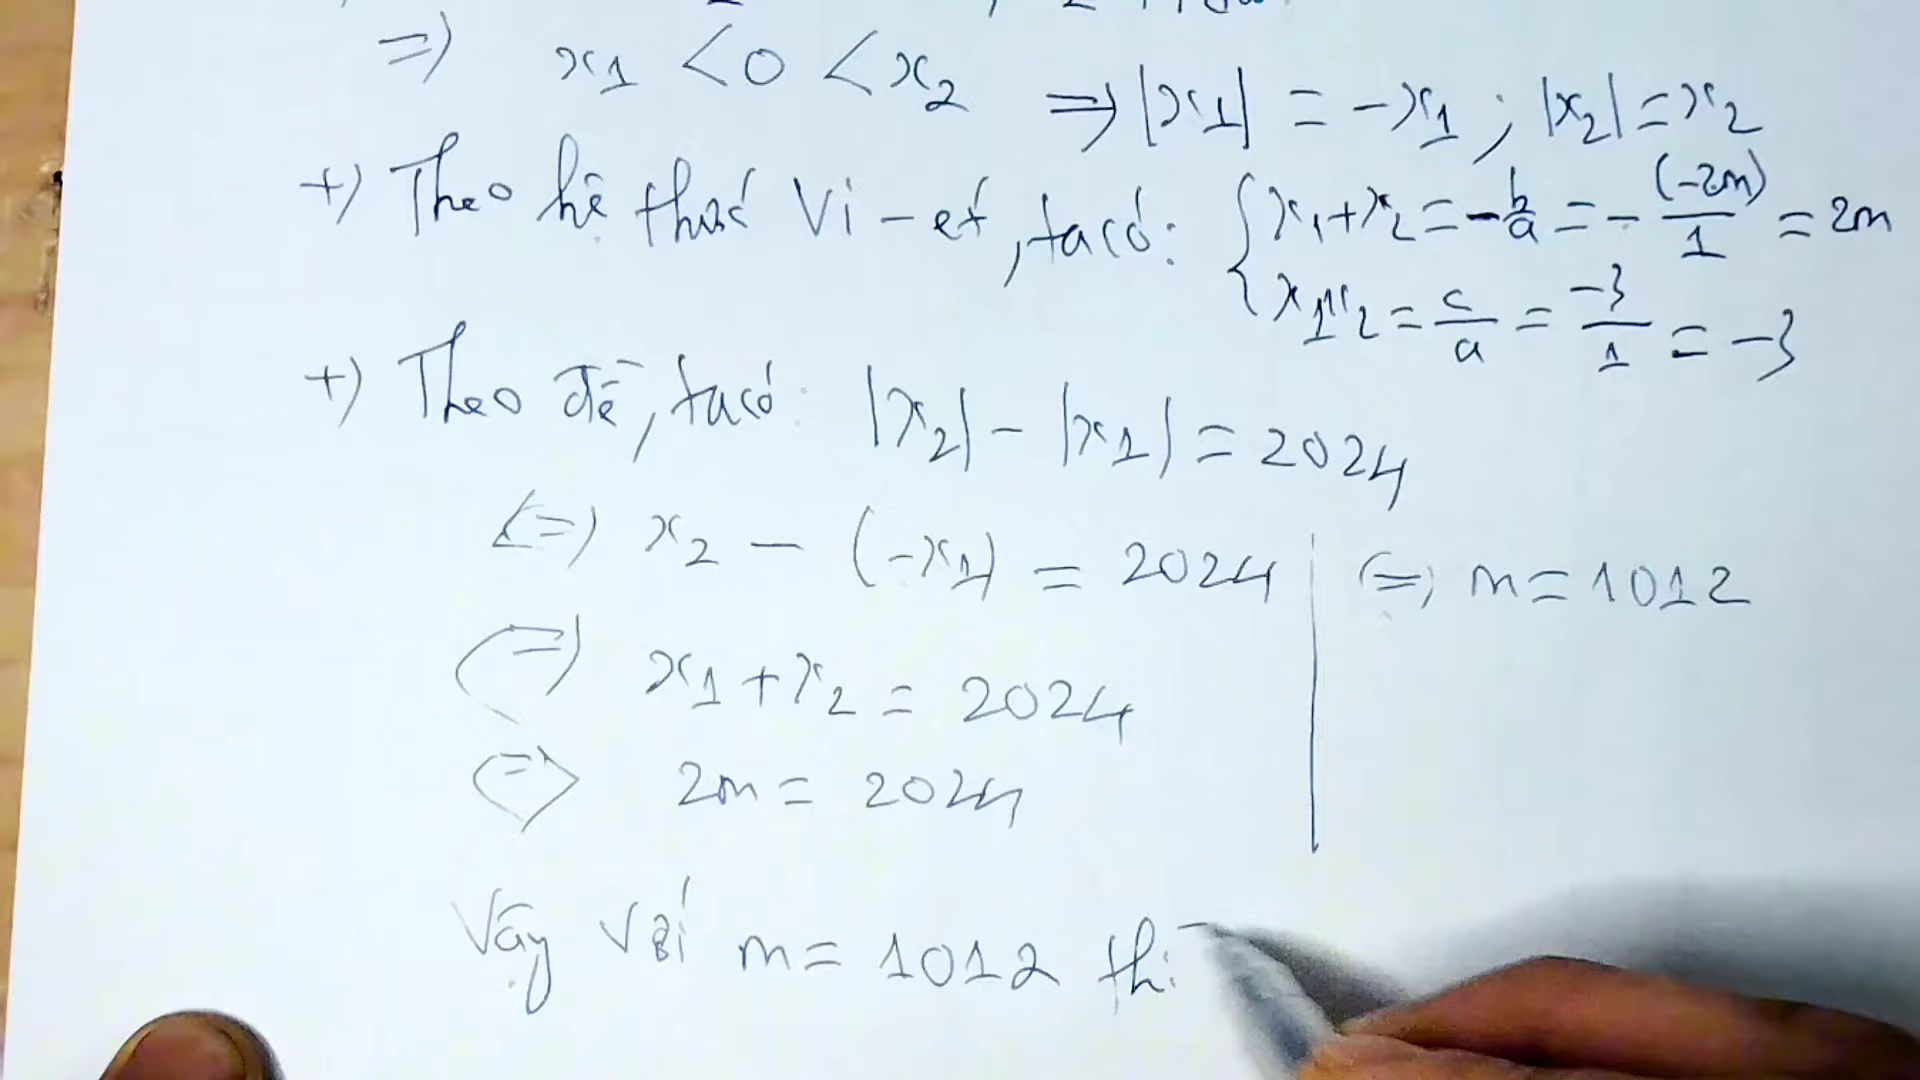 => x₁ < 0 < x₂ => |x₁| = -x₁ ; |x₂| = x₂
+) Theo hệ thức Vi-ét, ta có: { x₁+x₂ = -b/a = -(-2m)/1 = 2m
x₁x₂ = c/a = -3/1 = -3
+) Theo đề, ta có: |x₂| - |x₁| = 2024
<=> x₂ - (-x₁) = 2024
<=> x₁+x₂ = 2024
<=> 2m = 2024
<=> m = 1012
Vậy với m = 1012 thì